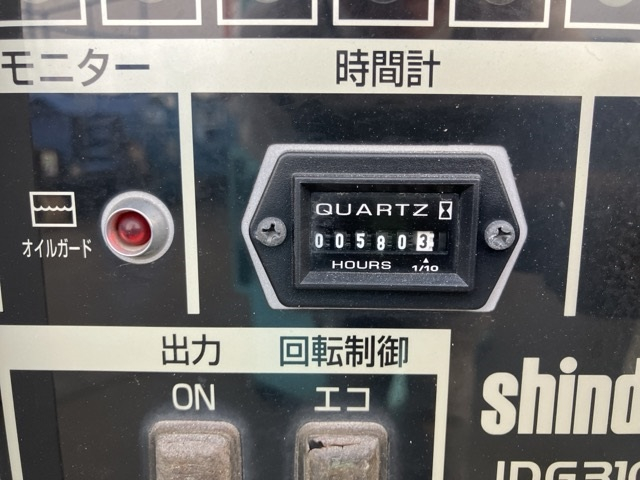 モニター
時間計
QUARTZ
005803
HOURS 1/10
オイルガード
出力
回転制御
ON
エコ
shind
IDG310